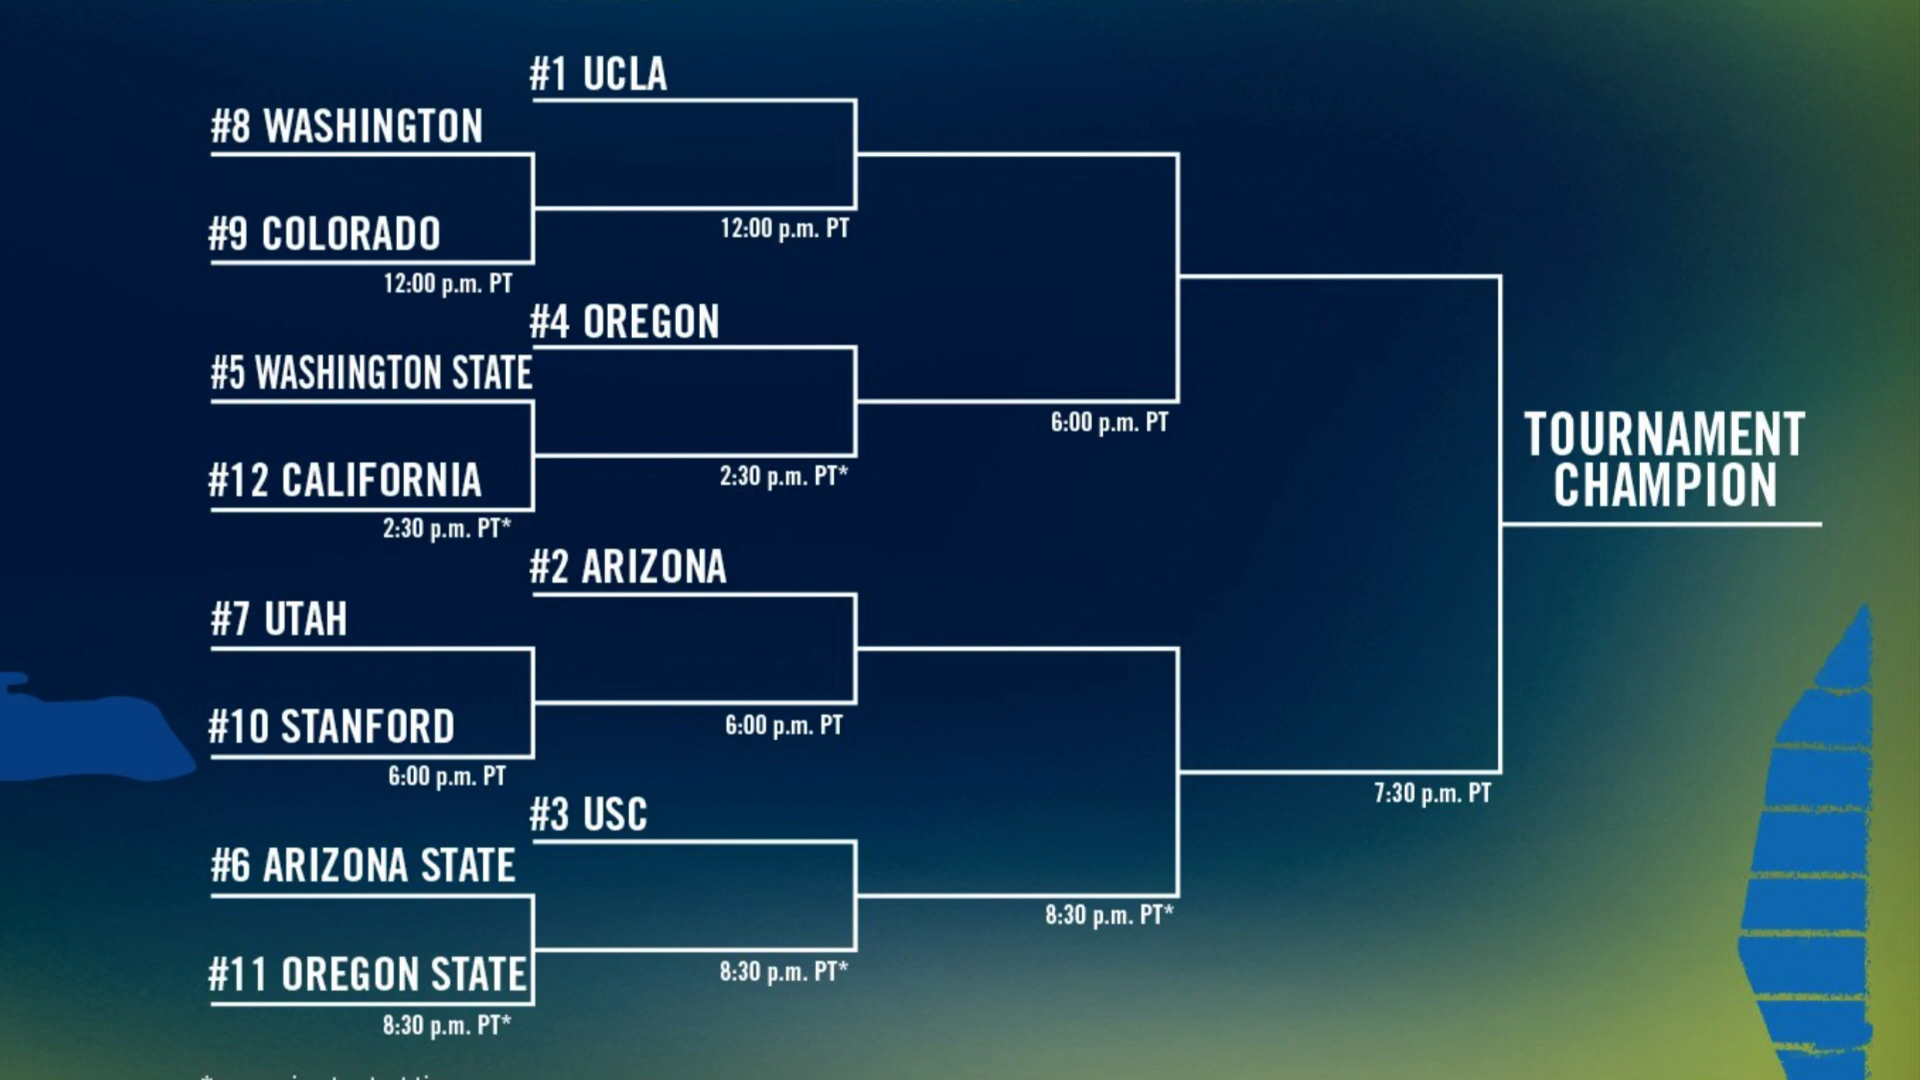 #1 UCLA
#8 WASHINGTON
#9 COLORADO
12:00 p.m. PT
12:00 p.m. PT
#4 OREGON
#5 WASHINGTON STATE
#12 CALIFORNIA
2:30 p.m. PT*
2:30 p.m. PT*
6:00 p.m. PT
#2 ARIZONA
#7 UTAH
#10 STANFORD
6:00 p.m. PT
6:00 p.m. PT
#3 USC
#6 ARIZONA STATE
#11 OREGON STATE
8:30 p.m. PT*
8:30 p.m. PT*
8:30 p.m. PT*
7:30 p.m. PT
TOURNAMENT
CHAMPION